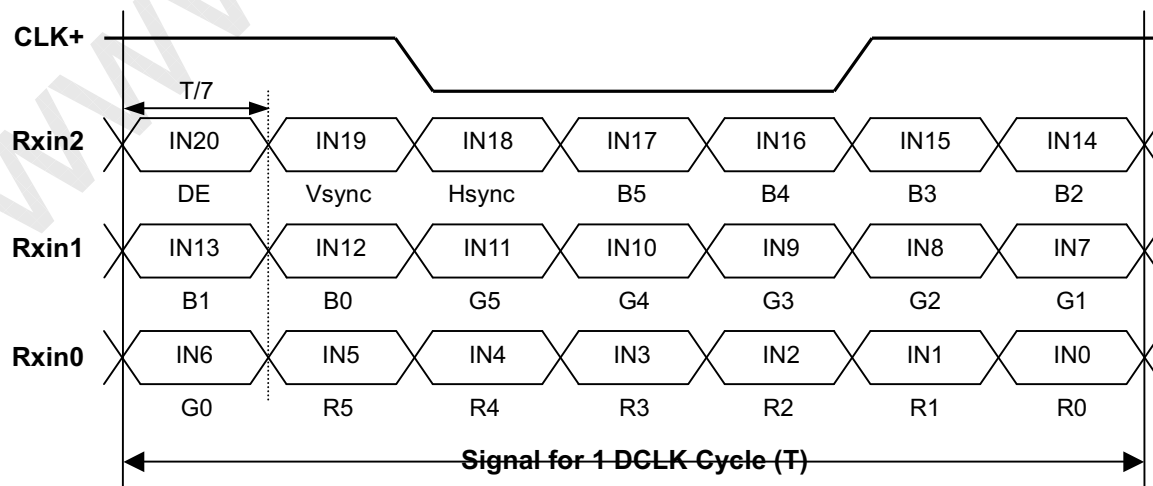 CLK+
T/7
Rxin2 IN20 IN19 IN18 IN17 IN16 IN15 IN14
DE Vsync Hsync B5 B4 B3 B2
Rxin1 IN13 IN12 IN11 IN10 IN9 IN8 IN7
B1 B0 G5 G4 G3 G2 G1
Rxin0 IN6 IN5 IN4 IN3 IN2 IN1 IN0
G0 R5 R4 R3 R2 R1 R0
Signal for 1 DCLK Cycle (T)